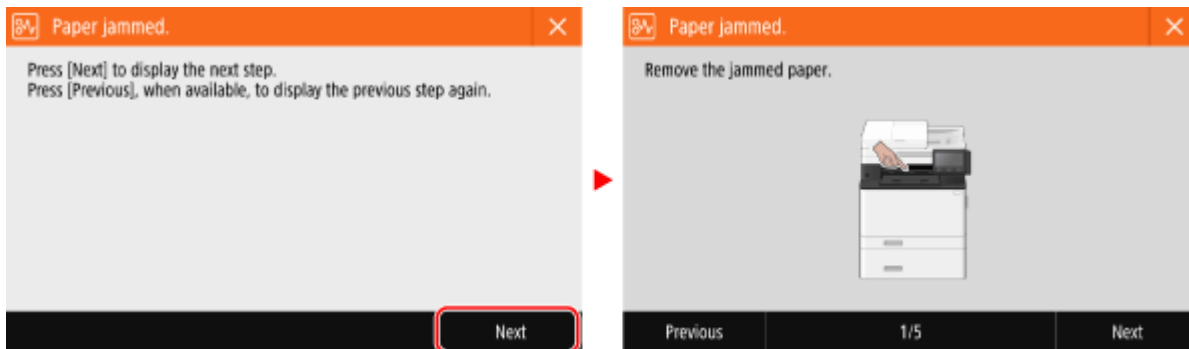 Paper jammed.
Press [Next] to display the next step.
Press [Previous], when available, to display the previous step again.
Next
Paper jammed.
Remove the jammed paper.
Previous
1/5
Next